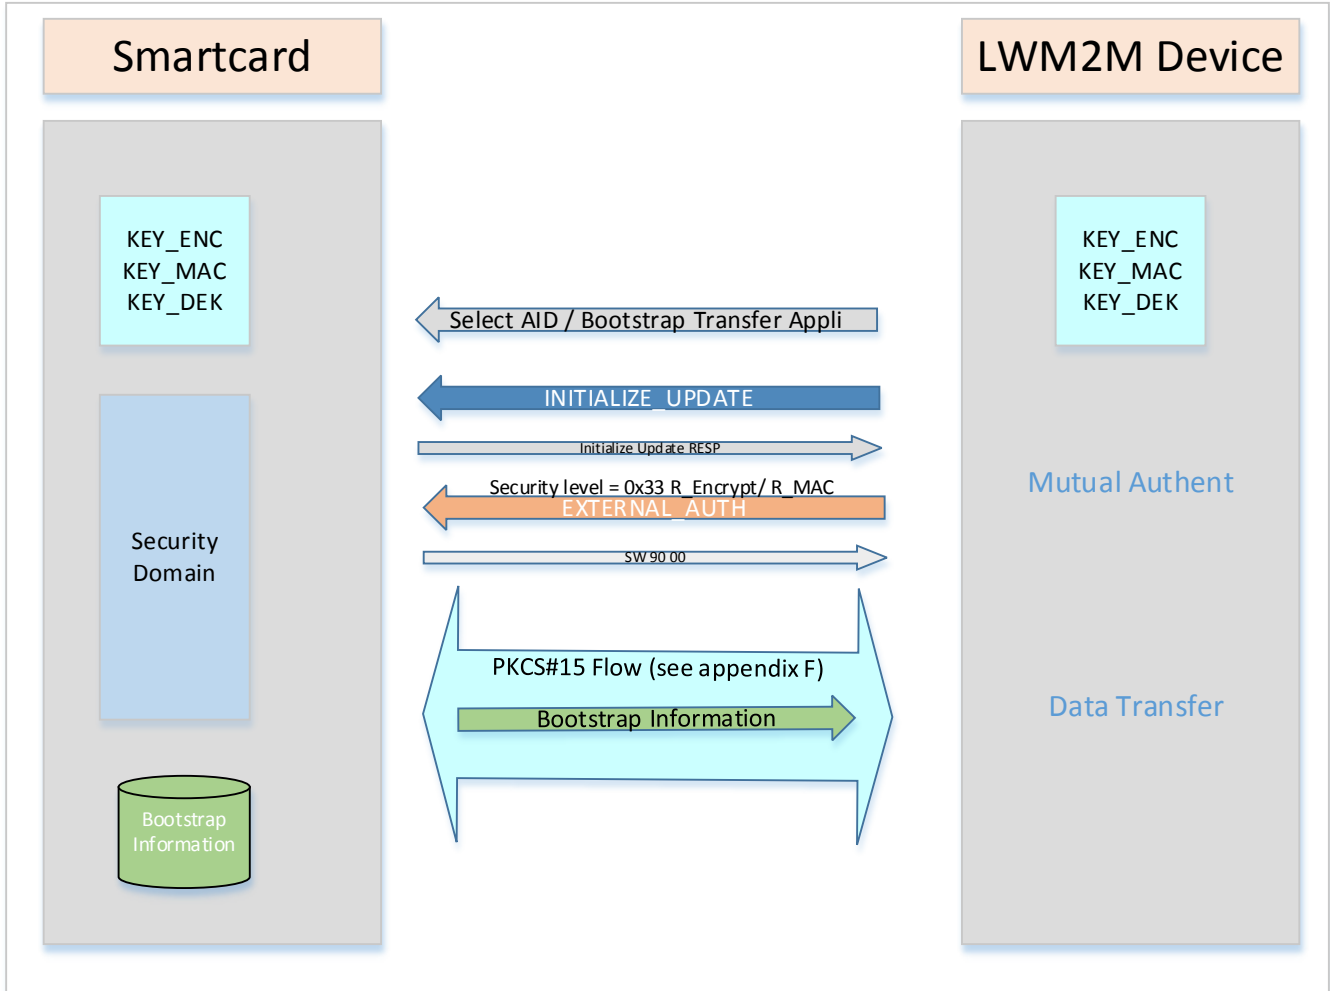 Smartcard
LWM2M Device
KEY_ENC
KEY_MAC
KEY_DEK
KEY_ENC
KEY_MAC
KEY_DEK
Select AID / Bootstrap Transfer Appli
INITIALIZE_UPDATE
Initialize Update RESP
Security level = 0x33 R_Encrypt/ R_MAC
EXTERNAL_AUTH
Mutual Authent
SW 90 00
Security
Domain
PKCS#15 Flow (see appendix F)
Bootstrap Information
Data Transfer
Bootstrap
Information